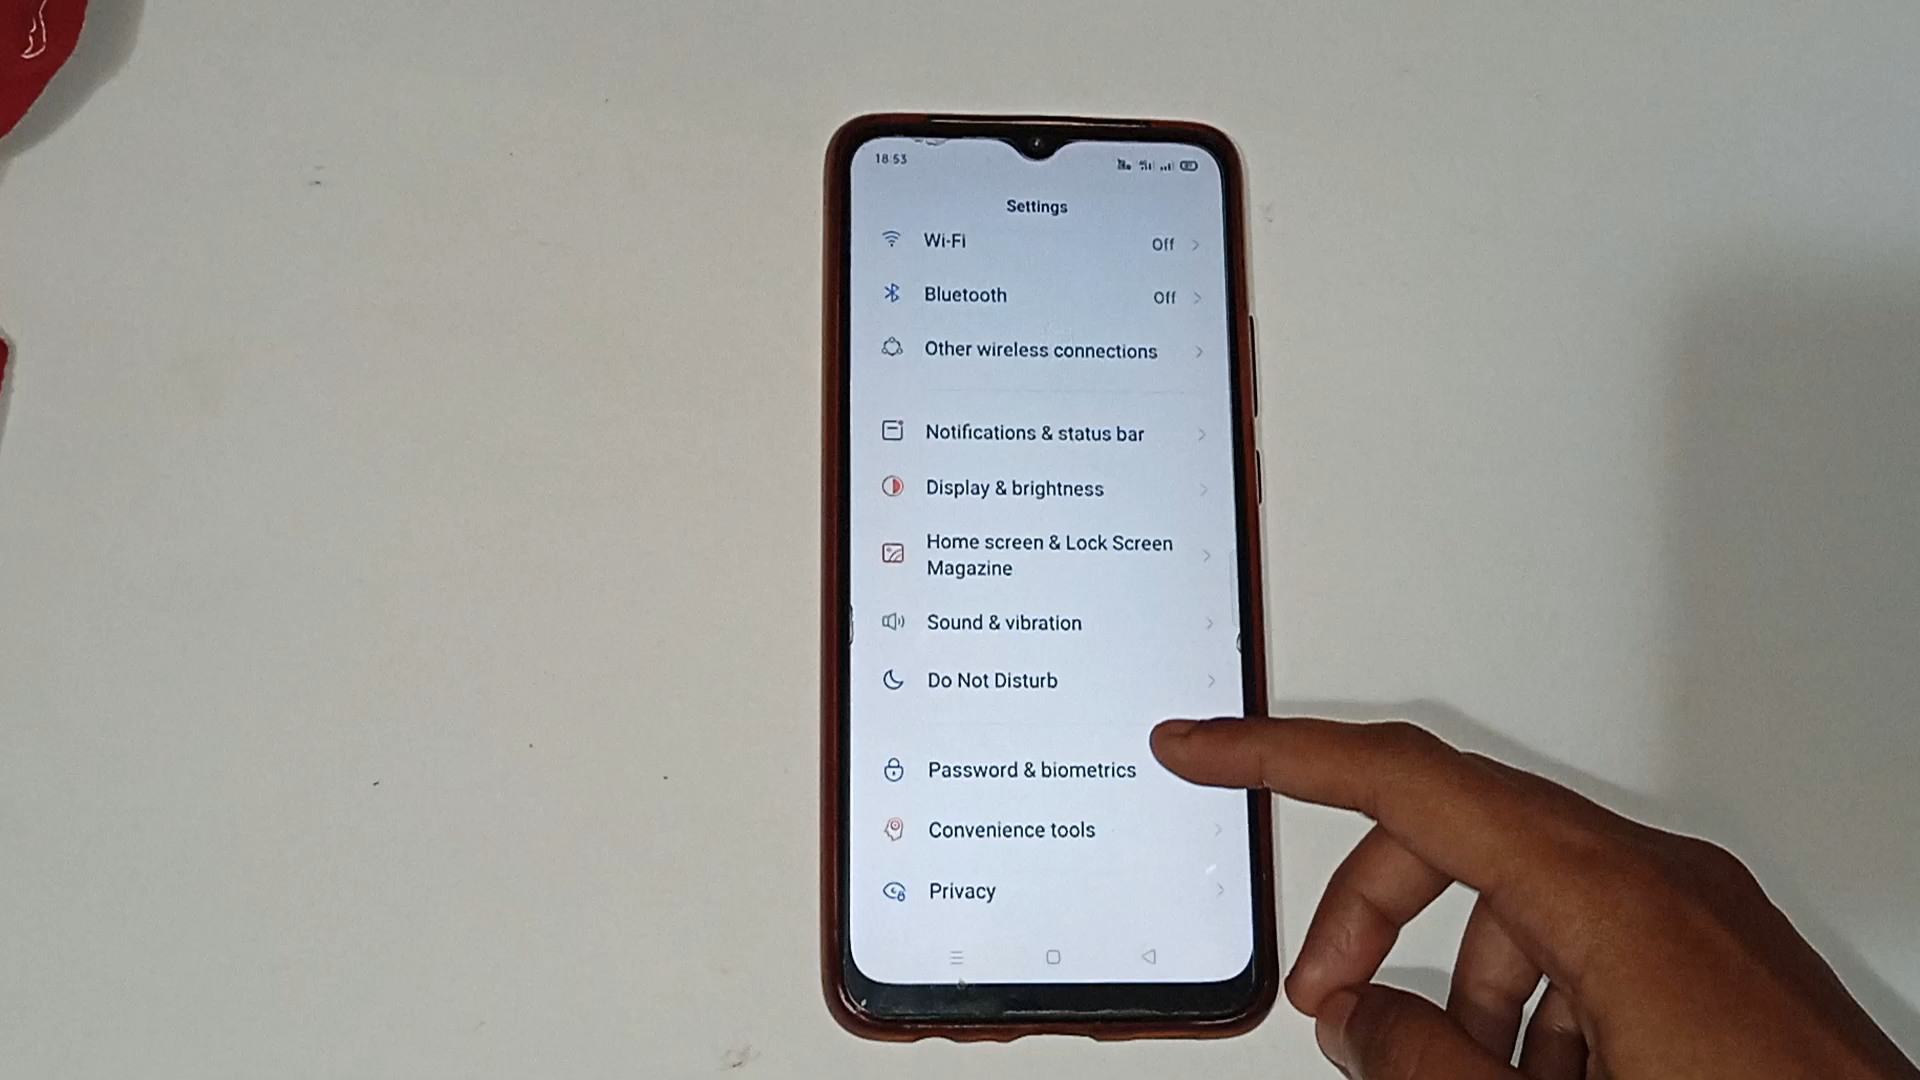 18:53
Settings
Wi-Fi Off
Bluetooth Off
Other wireless connections
Notifications & status bar
Display & brightness
Home screen & Lock Screen
Magazine
Sound & vibration
Do Not Disturb
Password & biometrics
Convenience tools
Privacy